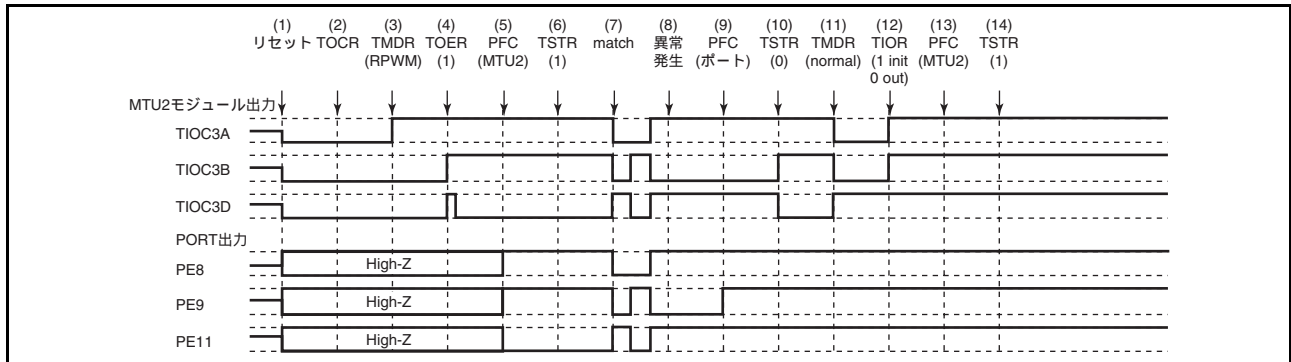 (1) (2) (3) (4) (5) (6) (7) (8) (9) (10) (11) (12) (13) (14)
リセット TOCR TMDR TOER PFC TSTR match 異常 PFC TSTR TMDR TIOR PFC TSTR
(RPWM) (1) (MTU2) (1) 発生 (ポート) (0) (normal) (1 init (MTU2) (1)
0 out)
MTU2モジュール出力
TIOC3A
TIOC3B
TIOC3D
PORT出力
PE8 High-Z
PE9 High-Z
PE11 High-Z